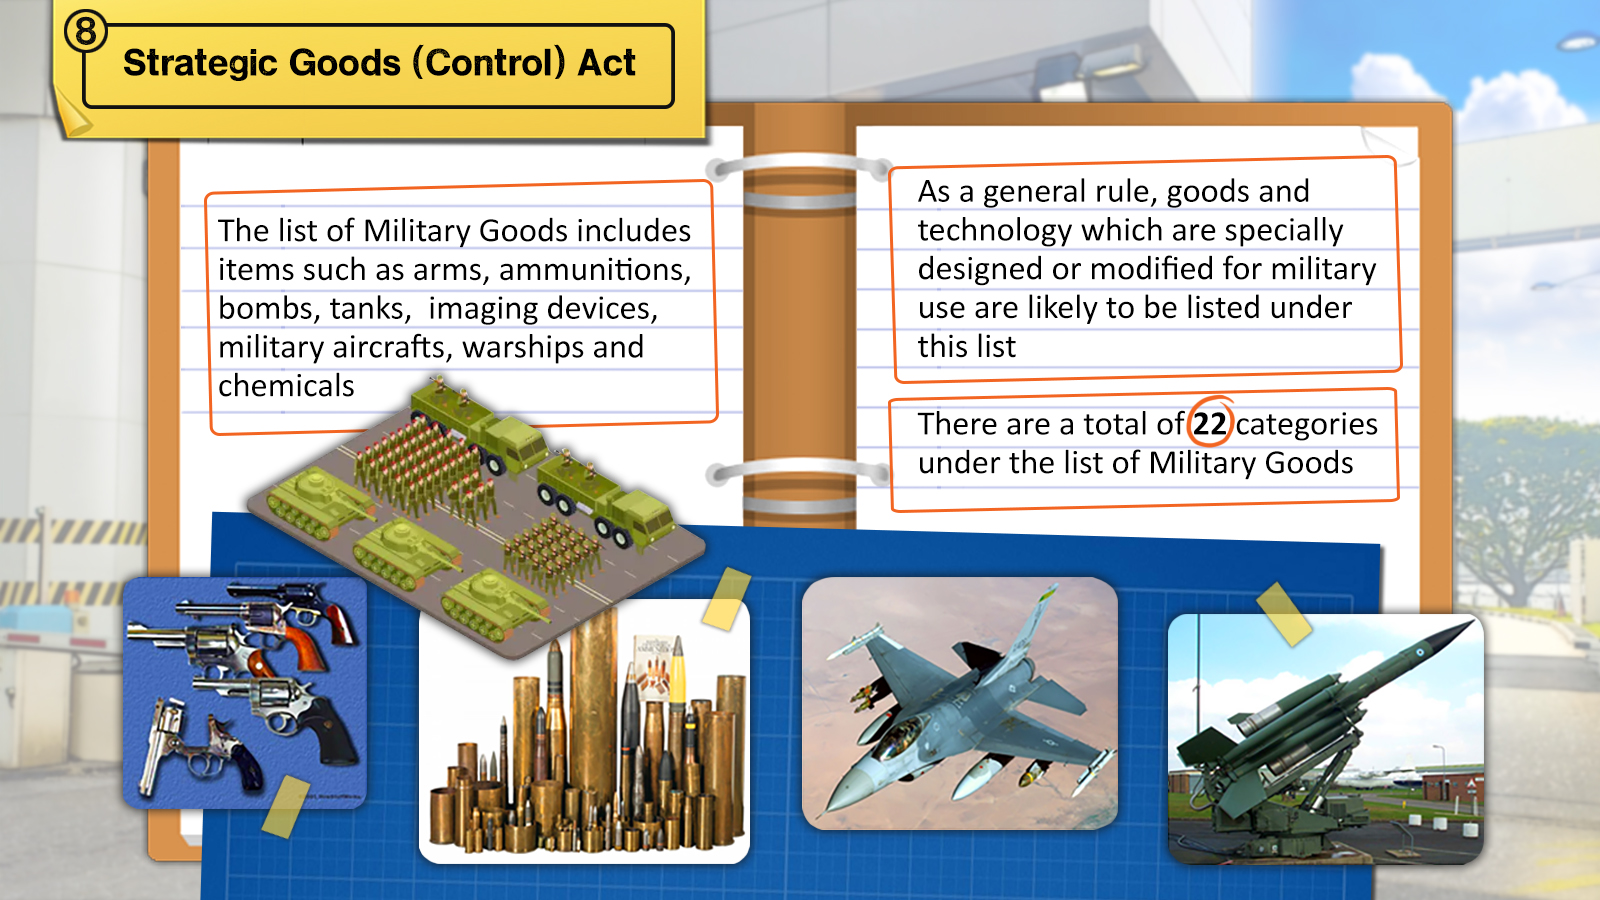 8
Strategic Goods (Control) Act
The list of Military Goods includes
items such as arms, ammunitions,
bombs, tanks,  imaging devices,
military aircrafts, warships and
chemicals
As a general rule, goods and
technology which are specially
designed or modified for military
use are likely to be listed under
this list
There are a total of 22 categories
under the list of Military Goods